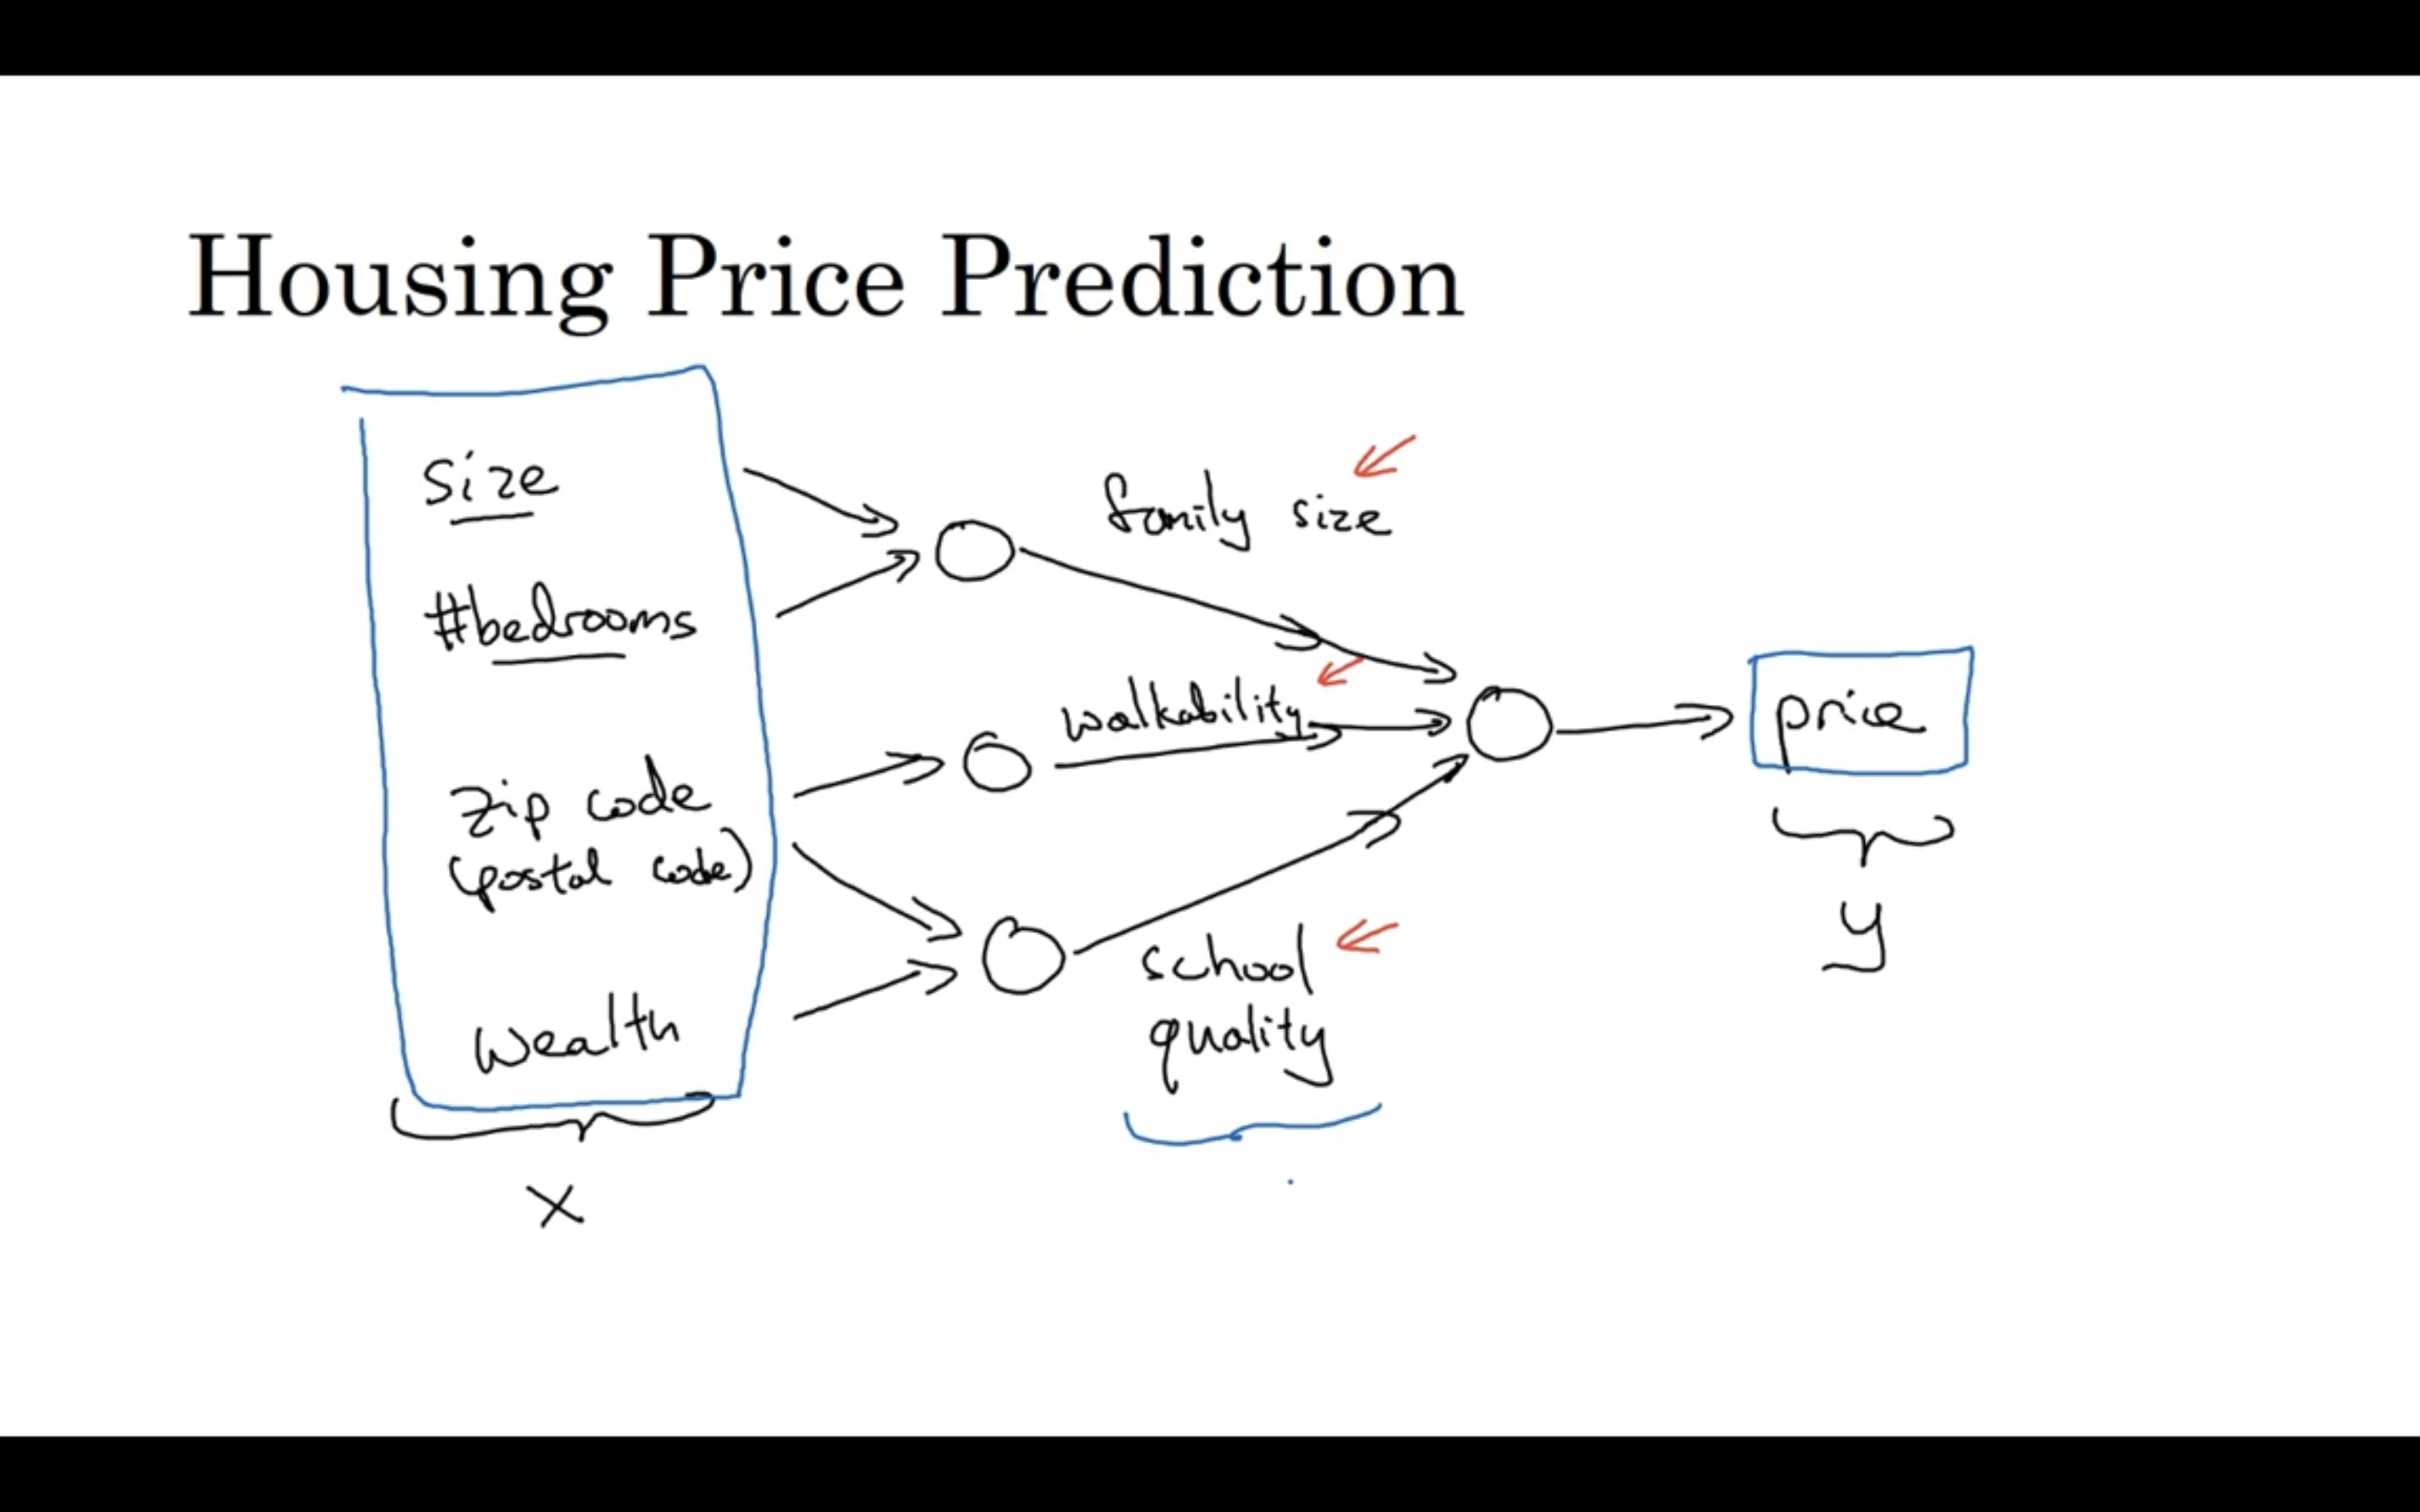 Housing Price Prediction
size
#bedrooms
zip code
(postal code)
wealth
x
family size
walkability
school
quality
price
y